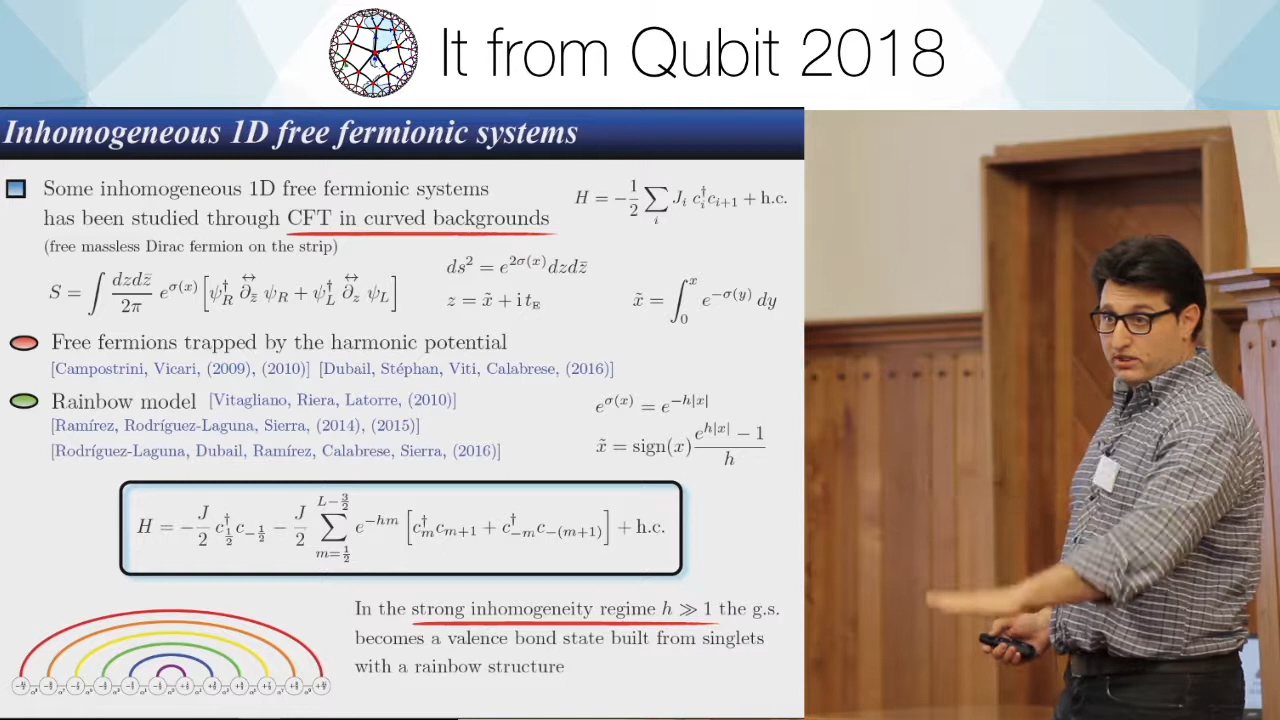 It from Qubit 2018
Inhomogeneous 1D free fermionic systems
Some inhomogeneous 1D free fermionic systems
has been studied through CFT in curved backgrounds
(free massless Dirac fermion on the strip)
H = −1/2 ∑_i J_i c_i† c_{i+1} + h.c.
S = ∫ dzdz̄/2π e^{σ(x)} [ψ_R† ∂↔_z̄ ψ_R + ψ_L† ∂↔_z ψ_L]
ds² = e^{2σ(x)} dzdz̄
z = x̃ + i t_E
x̃ = ∫_0^x e^{−σ(y)} dy
Free fermions trapped by the harmonic potential
[Campostrini, Vicari, (2009), (2010)] [Dubail, Stéphan, Viti, Calabrese, (2016)]
Rainbow model [Vitagliano, Riera, Latorre, (2010)]
[Ramírez, Rodríguez-Laguna, Sierra, (2014), (2015)]
[Rodríguez-Laguna, Dubail, Ramírez, Calabrese, Sierra, (2016)]
e^{σ(x)} = e^{−h|x|}
x̃ = sign(x) (e^{h|x|} − 1)/h
H = −J/2 c†_{1/2} c_{−1/2} − J/2 ∑_{m=1/2}^{L−3/2} e^{−hm} [c†_m c_{m+1} + c†_{−m} c_{−(m+1)}] + h.c.
In the strong inhomogeneity regime h ≫ 1 the g.s.
becomes a valence bond state built from singlets
with a rainbow structure